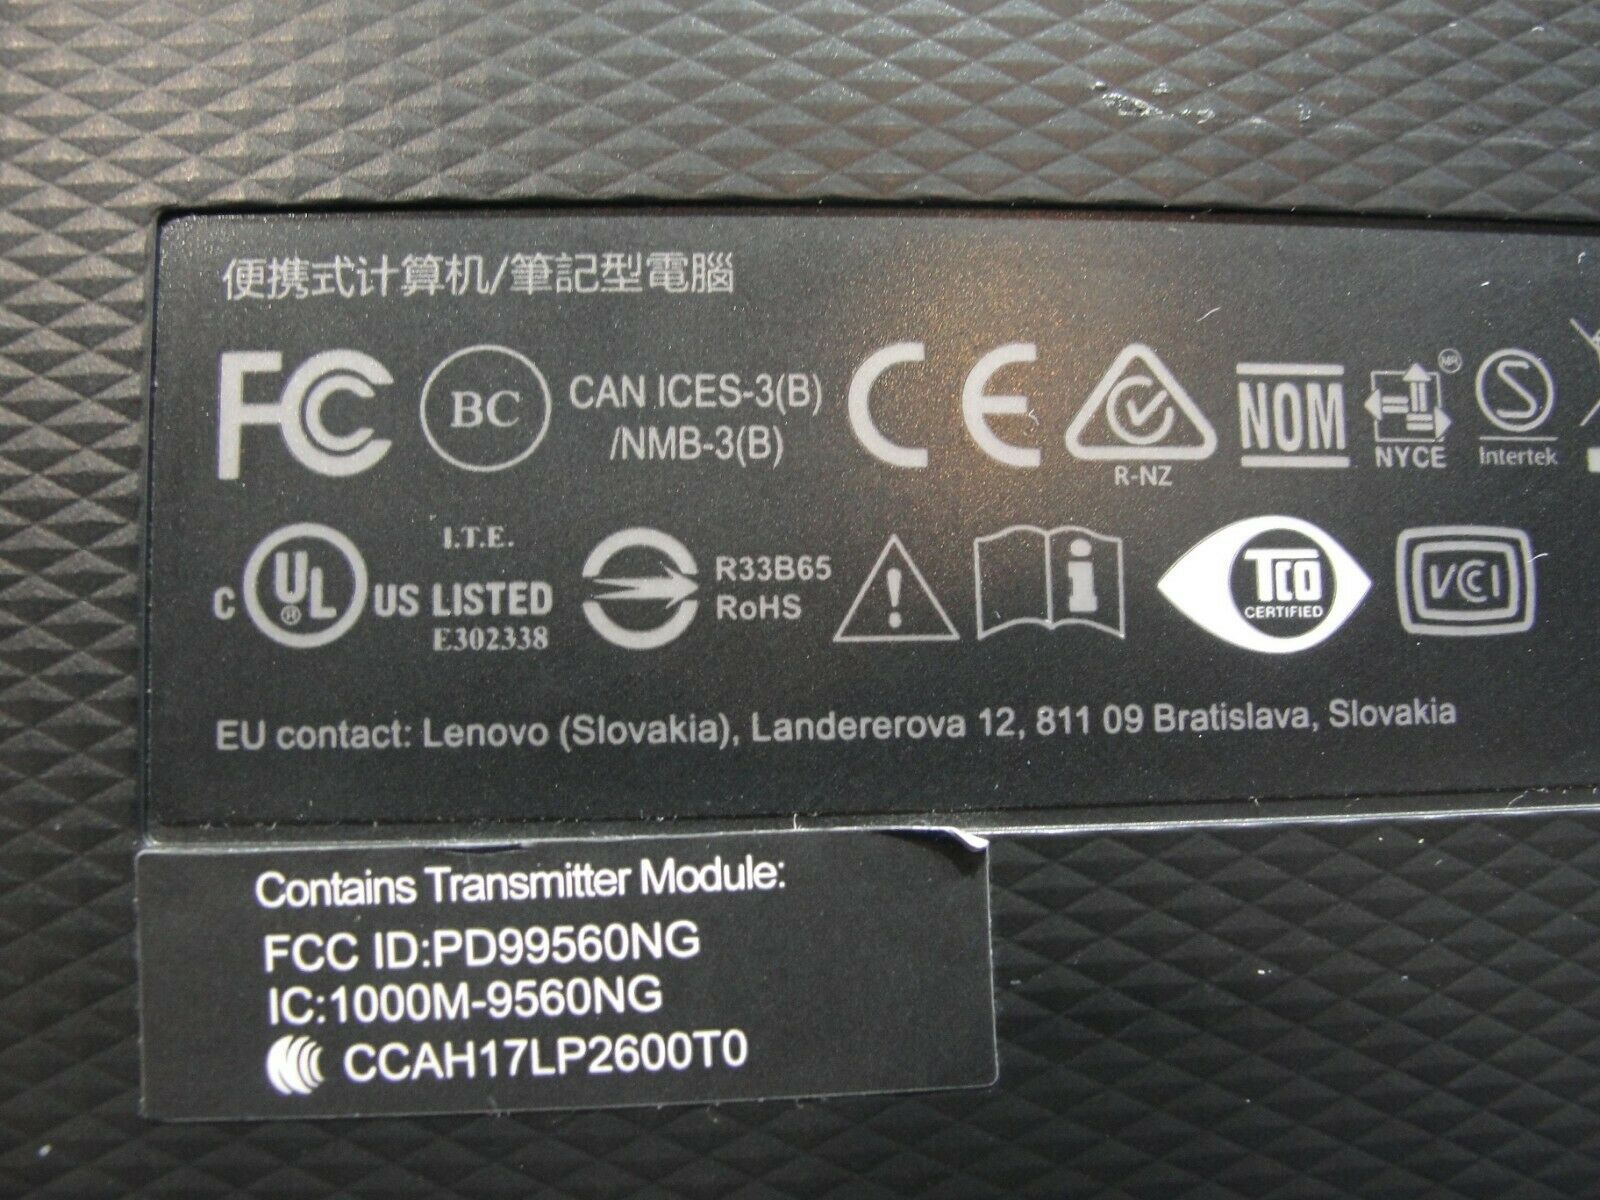 便携式计算机/筆記型電腦
FC BC CAN ICES-3(B) /NMB-3(B) CE R-NZ NOM NYCE MR S Intertek
c UL ® US I.T.E. LISTED E302338 R33B65 RoHS ! i TCO CERTIFIED VCCI
EU contact: Lenovo (Slovakia), Landererova 12, 811 09 Bratislava, Slovakia
Contains Transmitter Module:
FCC ID:PD99560NG
IC:1000M-9560NG
CCAH17LP2600T0